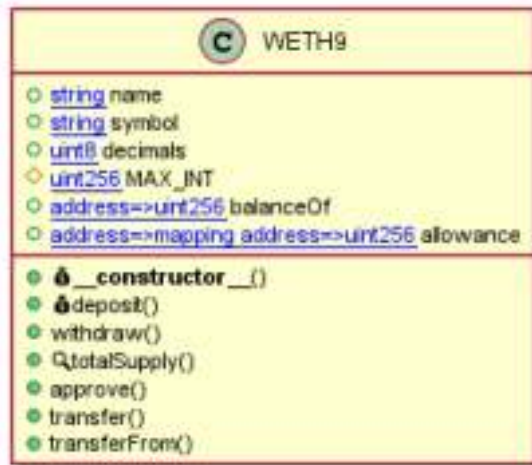 C WETH9
string name
string symbol
uint8 decimals
uint256 MAX_INT
address=>uint256 balanceOf
address=>mapping address=>uint256 allowance
__constructor__()
deposit()
withdraw()
totalSupply()
approve()
transfer()
transferFrom()